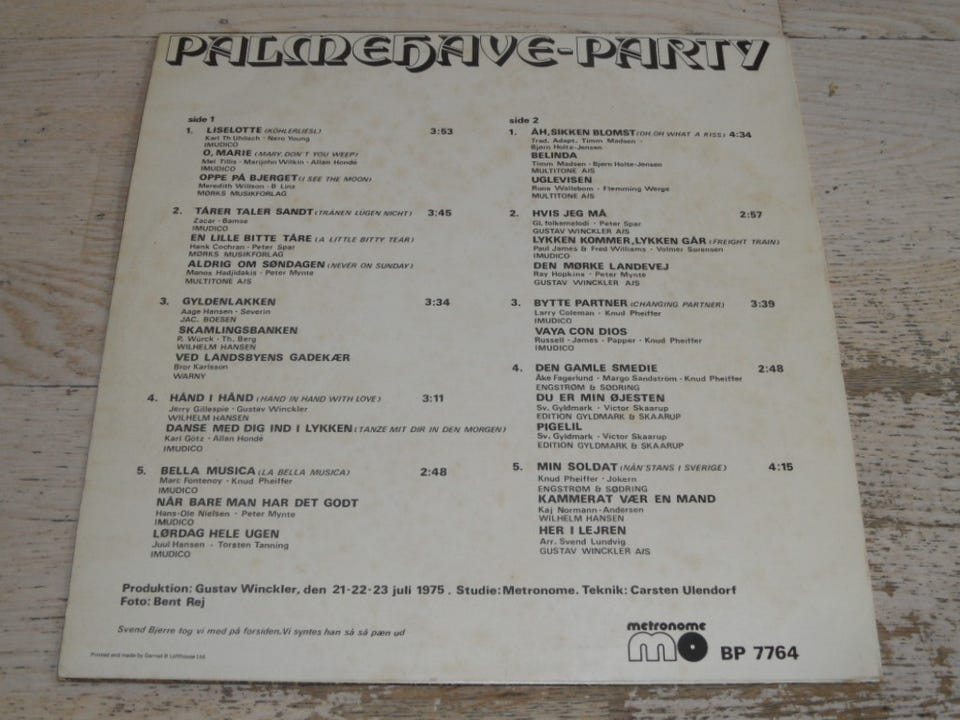 PALMEHAVE-PARTY
side 1
1. LISELOTTE (KÖHLERLIESL) 3:53
Karl Th Uhlisch · Nero Young
IMUDICO
O, MARIE (MARY DON'T YOU WEEP)
Mel Tillis · Marijohn Wilkin · Allan Hondé
IMUDICO
OPPE PÅ BJERGET (I SEE THE MOON)
Meredith Willson · B Linz
MØRKS MUSIKFORLAG
2. TÅRER TALER SANDT (TRÄNEN LÜGEN NICHT) 3:45
Zacar · Bamse
IMUDICO
EN LILLE BITTE TÅRE (A LITTLE BITTY TEAR)
Hank Cochran · Peter Spar
MØRKS MUSIKFORLAG
ALDRIG OM SØNDAGEN (NEVER ON SUNDAY)
Manos Hadjidakis · Peter Mynte
MULTITONE A/S
3. GYLDENLAKKEN 3:34
Aage Hansen · Severin
JAC. BOESEN
SKAMLINGSBANKEN
P. Würck · Th. Berg
WILHELM HANSEN
VED LANDSBYENS GADEKÆR
Bror Karlsson
WARNY
4. HÅND I HÅND (HAND IN HAND WITH LOVE) 3:11
Jerry Gillespie · Gustav Winckler
WILHELM HANSEN
DANSE MED DIG IND I LYKKEN (TANZE MIT DIR IN DEN MORGEN)
Karl Götz · Allan Hondé
IMUDICO
5. BELLA MUSICA (LA BELLA MUSICA) 2:48
Marc Fontenoy · Knud Pheiffer
IMUDICO
NÅR BARE MAN HAR DET GODT
Hans-Ole Nielsen · Peter Mynte
IMUDICO
LØRDAG HELE UGEN
Juul Hansen · Torsten Tanning
IMUDICO
side 2
1. ÅH, SIKKEN BLOMST (OH, OH WHAT A KISS) 4:34
Trad. Adapt. Timm Madsen ·
Bjørn Holte-Jensen
BELINDA
Timm Madsen · Bjørn Holte-Jensen
MULTITONE A/S
UGLEVISEN
Rune Wallebom · Flemming Werge
MULTITONE A/S
2. HVIS JEG MÅ 2:57
Gl. folkemelodi · Peter Spar
GUSTAV WINCKLER A/S
LYKKEN KOMMER, LYKKEN GÅR (FREIGHT TRAIN)
Paul James & Fred Williams · Volmer Sørensen
IMUDICO
DEN MØRKE LANDEVEJ
Ray Hopkins · Peter Mynte
GUSTAV WINCKLER A/S
3. BYTTE PARTNER (CHANGING PARTNER) 3:39
Larry Coleman · Knud Pheiffer
IMUDICO
VAYA CON DIOS
Russell · James · Papper · Knud Pheiffer
IMUDICO
4. DEN GAMLE SMEDIE 2:48
Åke Fagerlund · Margo Sandström · Knud Pheiffer
ENGSTRØM & SØDRING
DU ER MIN ØJESTEN
Sv. Gyldmark · Victor Skaarup
EDITION GYLDMARK & SKAARUP
PIGELIL
Sv. Gyldmark · Victor Skaarup
EDITION GYLDMARK & SKAARUP
5. MIN SOLDAT (NÅN'STANS I SVERIGE) 4:15
Knud Pheiffer · Jokern
ENGSTRØM & SØDRING
KAMMERAT VÆR EN MAND
Kaj Normann-Andersen
WILHELM HANSEN
HER I LEJREN
Arr. Svend Lundvig
GUSTAV WINCKLER A/S
Produktion: Gustav Winckler, den 21-22-23 juli 1975. Studie: Metronome. Teknik: Carsten Ulendorf
Foto: Bent Rej
Svend Bjerre tog vi med på forsiden. Vi syntes han så så pæn ud
Printed and made by Garrod & Lofthouse Ltd
metronome
mo BP 7764